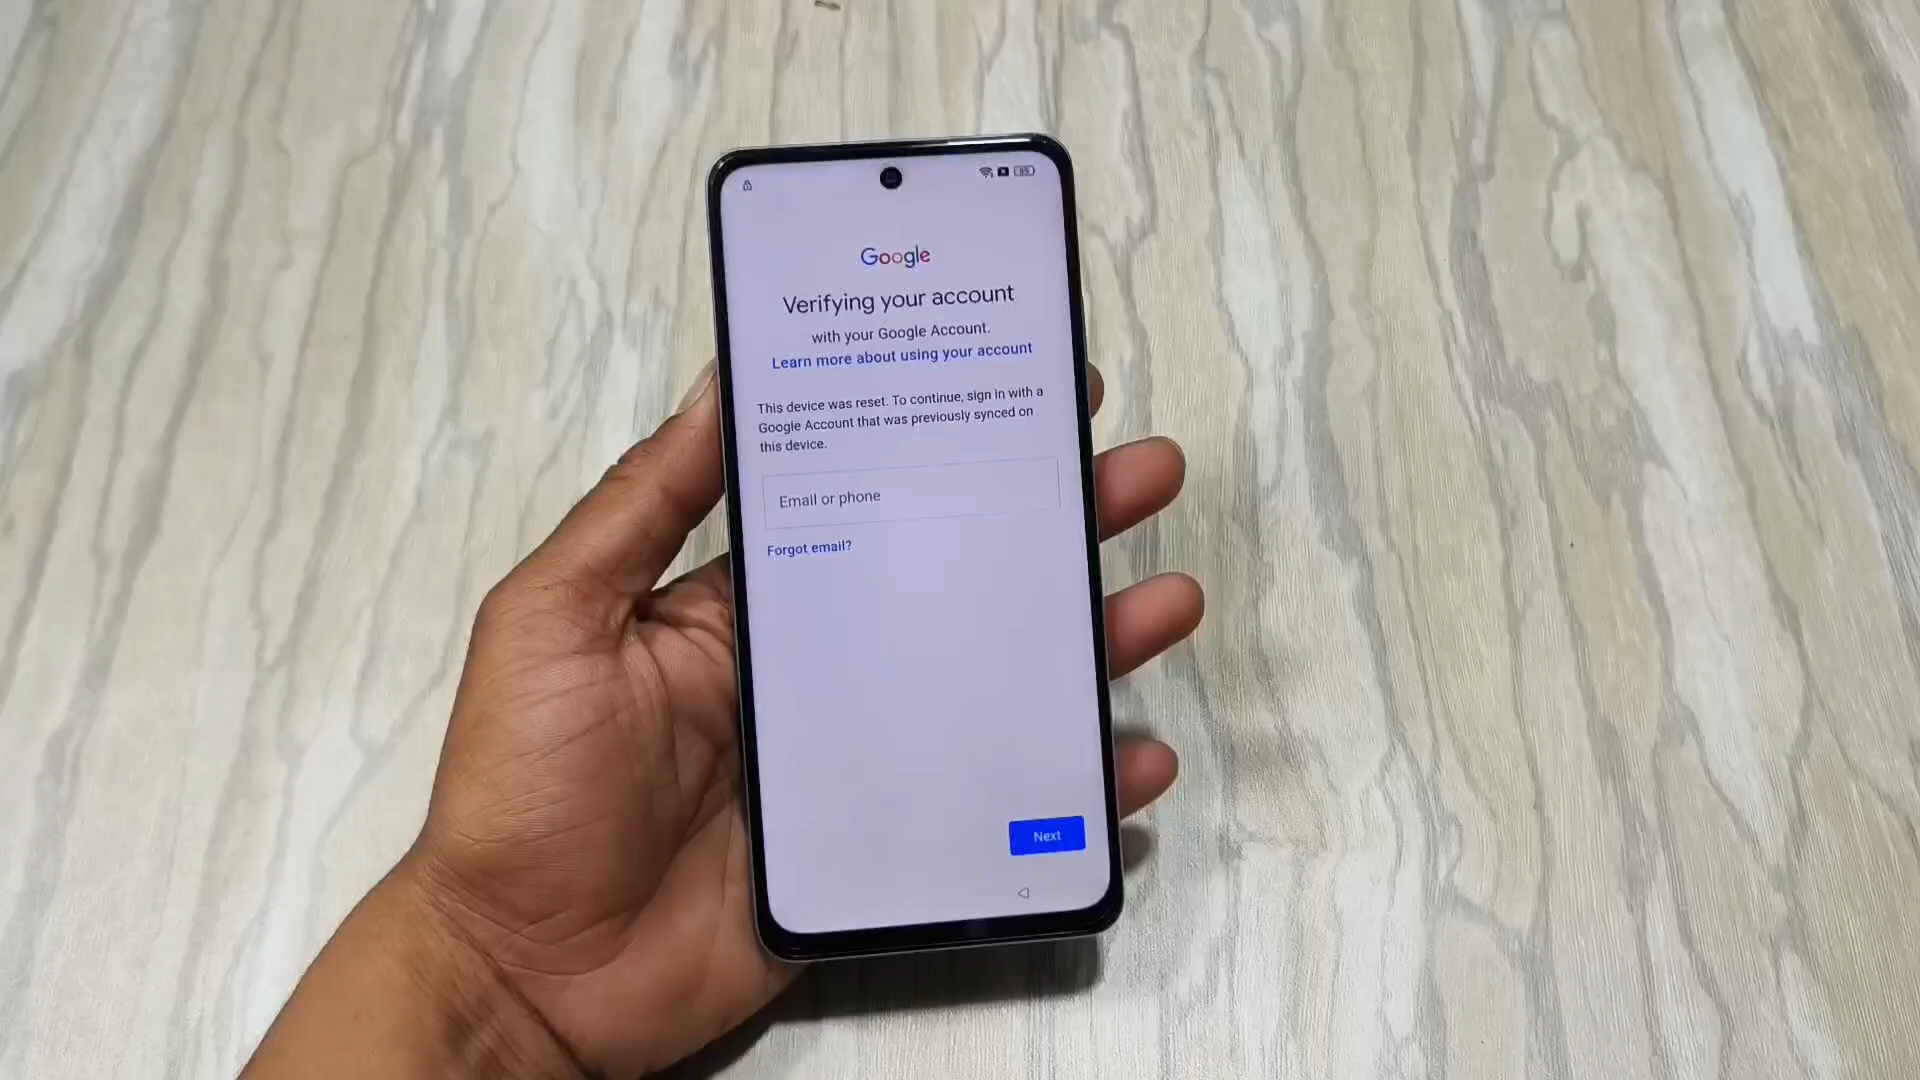 85
Google
Verifying your account
with your Google Account.
Learn more about using your account
This device was reset. To continue, sign in with a
Google Account that was previously synced on
this device.
Email or phone
Forgot email?
Next